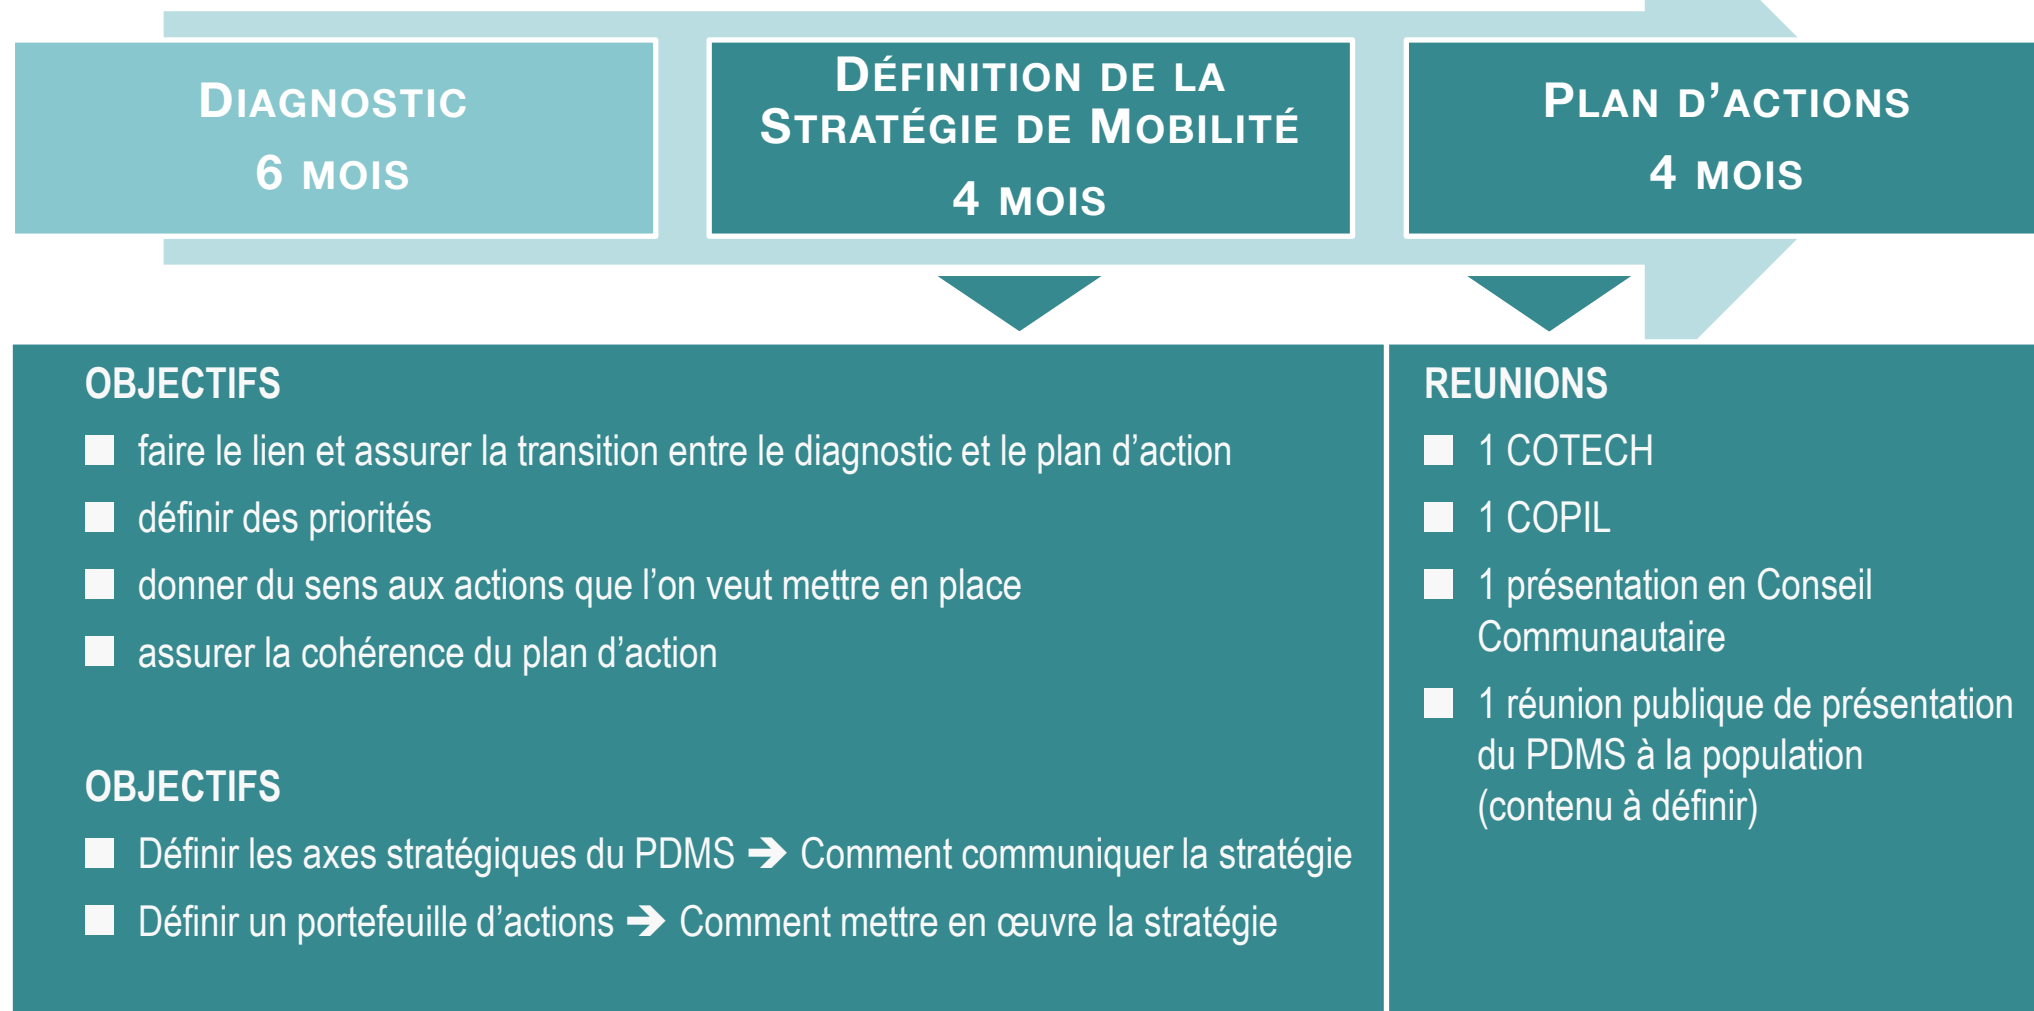 DIAGNOSTIC
6 MOIS
DÉFINITION DE LA
STRATÉGIE DE MOBILITÉ
4 MOIS
PLAN D’ACTIONS
4 MOIS
OBJECTIFS
faire le lien et assurer la transition entre le diagnostic et le plan d’action
définir des priorités
donner du sens aux actions que l’on veut mettre en place
assurer la cohérence du plan d’action
OBJECTIFS
Définir les axes stratégiques du PDMS ➔ Comment communiquer la stratégie
Définir un portefeuille d’actions ➔ Comment mettre en œuvre la stratégie
REUNIONS
1 COTECH
1 COPIL
1 présentation en Conseil
Communautaire
1 réunion publique de présentation
du PDMS à la population
(contenu à définir)